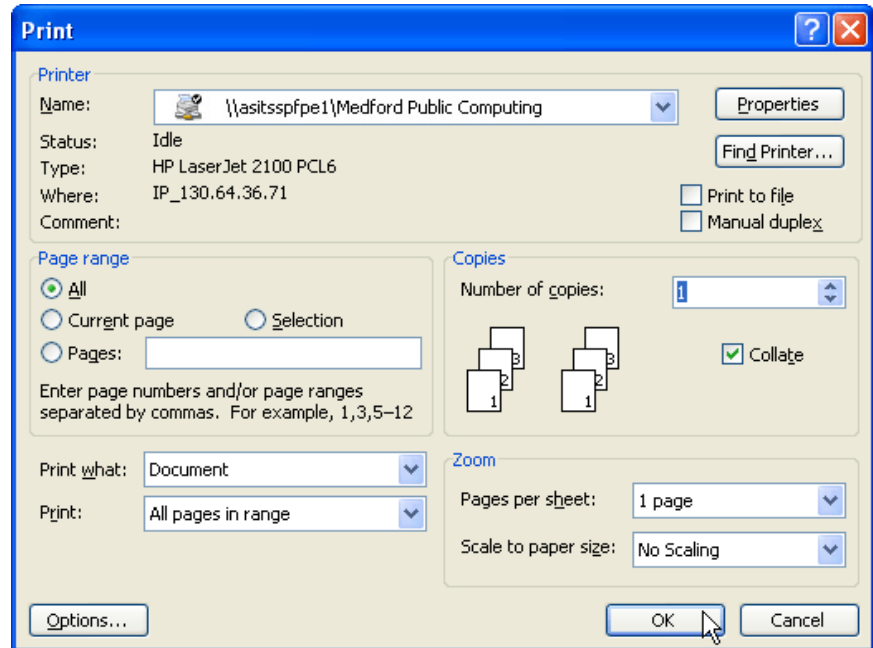 Print
Printer
Name: \\asitsspfpe1\Medford Public Computing Properties
Status: Idle
Find Printer...
Type: HP LaserJet 2100 PCL6
Where: IP_130.64.36.71
Print to file
Comment:
Manual duplex
Page range
All
Current page Selection
Pages:
Enter page numbers and/or page ranges
separated by commas. For example, 1,3,5–12
Copies
Number of copies: 1
1 2 3 1 2 3
Collate
Print what: Document
Print: All pages in range
Zoom
Pages per sheet: 1 page
Scale to paper size: No Scaling
Options... OK Cancel